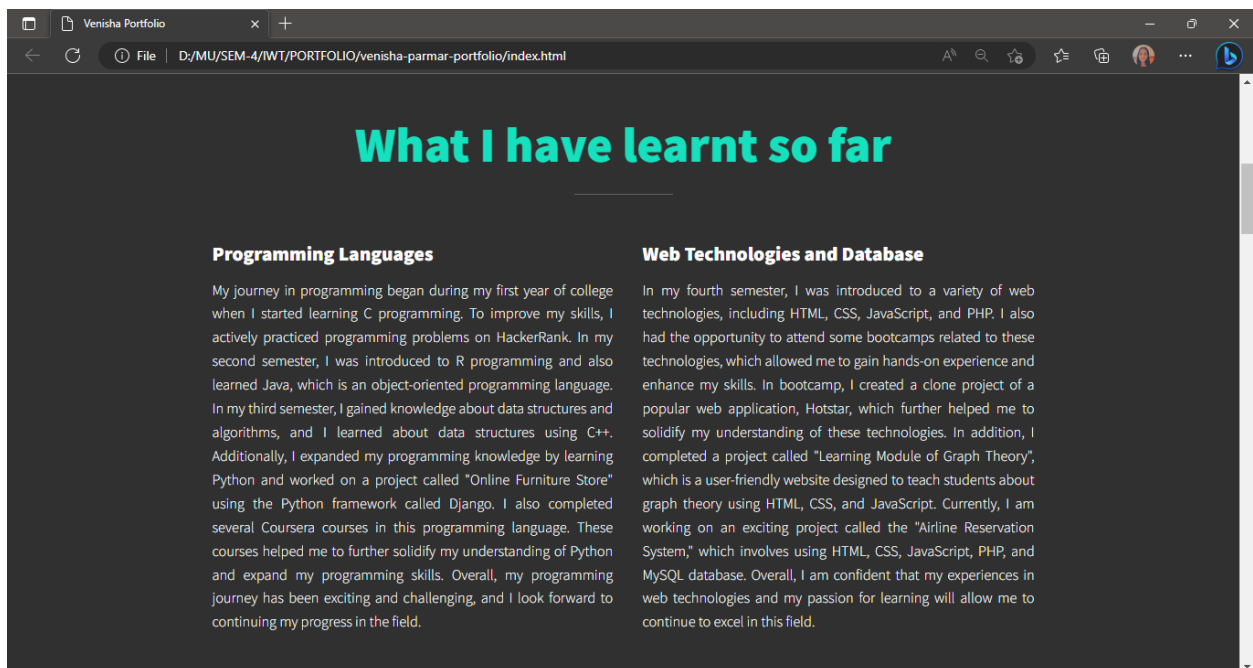 Venisha Portfolio
File
D:/MU/SEM-4/IWT/PORTFOLIO/venisha-parmar-portfolio/index.html
What I have learnt so far
Programming Languages
My journey in programming began during my first year of college
when I started learning C programming. To improve my skills, I
actively practiced programming problems on HackerRank. In my
second semester, I was introduced to R programming and also
learned Java, which is an object-oriented programming language.
In my third semester, I gained knowledge about data structures and
algorithms, and I learned about data structures using C++.
Additionally, I expanded my programming knowledge by learning
Python and worked on a project called "Online Furniture Store"
using the Python framework called Django. I also completed
several Coursera courses in this programming language. These
courses helped me to further solidify my understanding of Python
and expand my programming skills. Overall, my programming
journey has been exciting and challenging, and I look forward to
continuing my progress in the field.
Web Technologies and Database
In my fourth semester, I was introduced to a variety of web
technologies, including HTML, CSS, JavaScript, and PHP. I also
had the opportunity to attend some bootcamps related to these
technologies, which allowed me to gain hands-on experience and
enhance my skills. In bootcamp, I created a clone project of a
popular web application, Hotstar, which further helped me to
solidify my understanding of these technologies. In addition, I
completed a project called "Learning Module of Graph Theory",
which is a user-friendly website designed to teach students about
graph theory using HTML, CSS, and JavaScript. Currently, I am
working on an exciting project called the "Airline Reservation
System," which involves using HTML, CSS, JavaScript, PHP, and
MySQL database. Overall, I am confident that my experiences in
web technologies and my passion for learning will allow me to
continue to excel in this field.